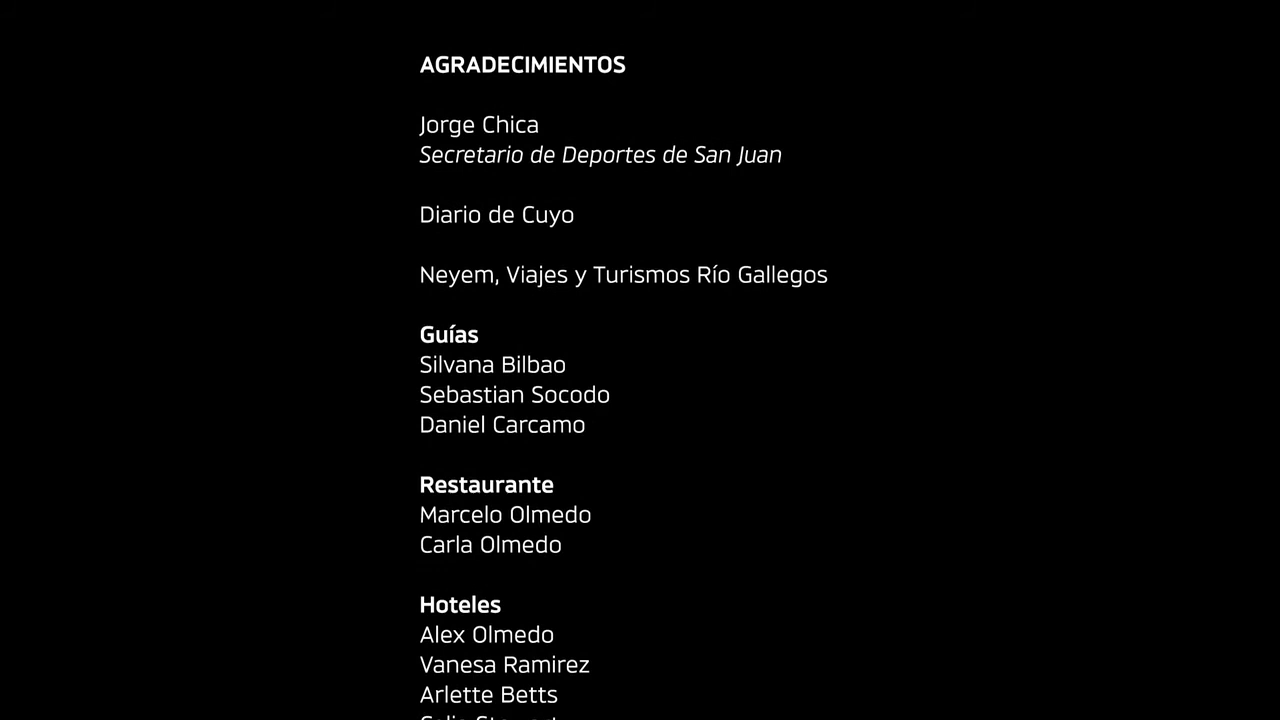 AGRADECIMIENTOS
Jorge Chica
Secretario de Deportes de San Juan
Diario de Cuyo
Neyem, Viajes y Turismos Río Gallegos
Guías
Silvana Bilbao
Sebastian Socodo
Daniel Carcamo
Restaurante
Marcelo Olmedo
Carla Olmedo
Hoteles
Alex Olmedo
Vanesa Ramirez
Arlette Betts